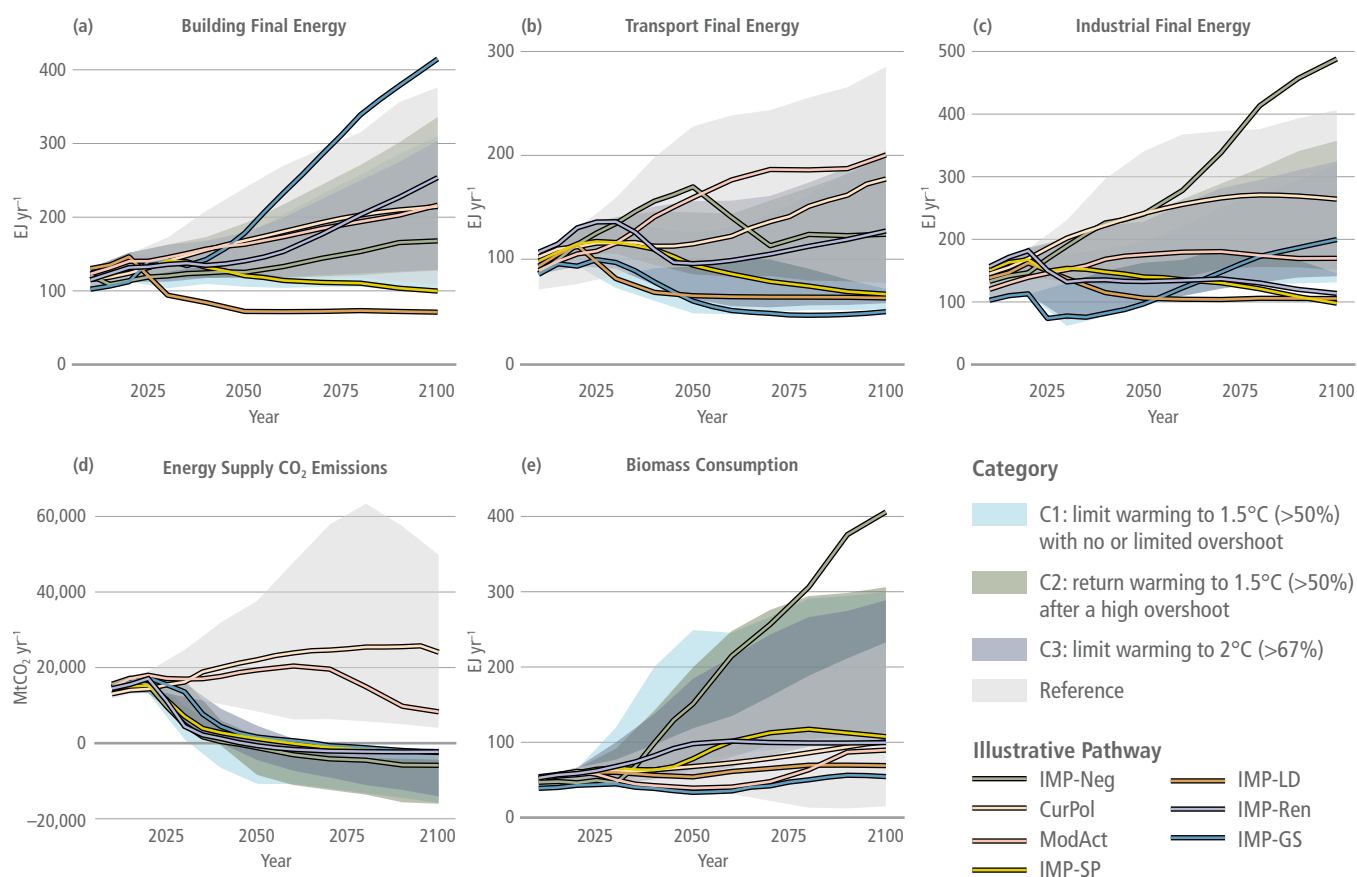 (a) Building Final Energy
400
300
200
100
0
EJ yr⁻¹
2025 2050 2075 2100
Year
(b) Transport Final Energy
300
200
100
0
EJ yr⁻¹
2025 2050 2075 2100
Year
(c) Industrial Final Energy
500
400
300
200
100
0
EJ yr⁻¹
2025 2050 2075 2100
Year
(d) Energy Supply CO₂ Emissions
60,000
40,000
20,000
0
–20,000
MtCO₂ yr⁻¹
2025 2050 2075 2100
Year
(e) Biomass Consumption
400
300
200
100
0
EJ yr⁻¹
2025 2050 2075 2100
Year
Category
C1: limit warming to 1.5°C (>50%)
with no or limited overshoot
C2: return warming to 1.5°C (>50%)
after a high overshoot
C3: limit warming to 2°C (>67%)
Reference
Illustrative Pathway
IMP-Neg
CurPol
ModAct
IMP-SP
IMP-LD
IMP-Ren
IMP-GS